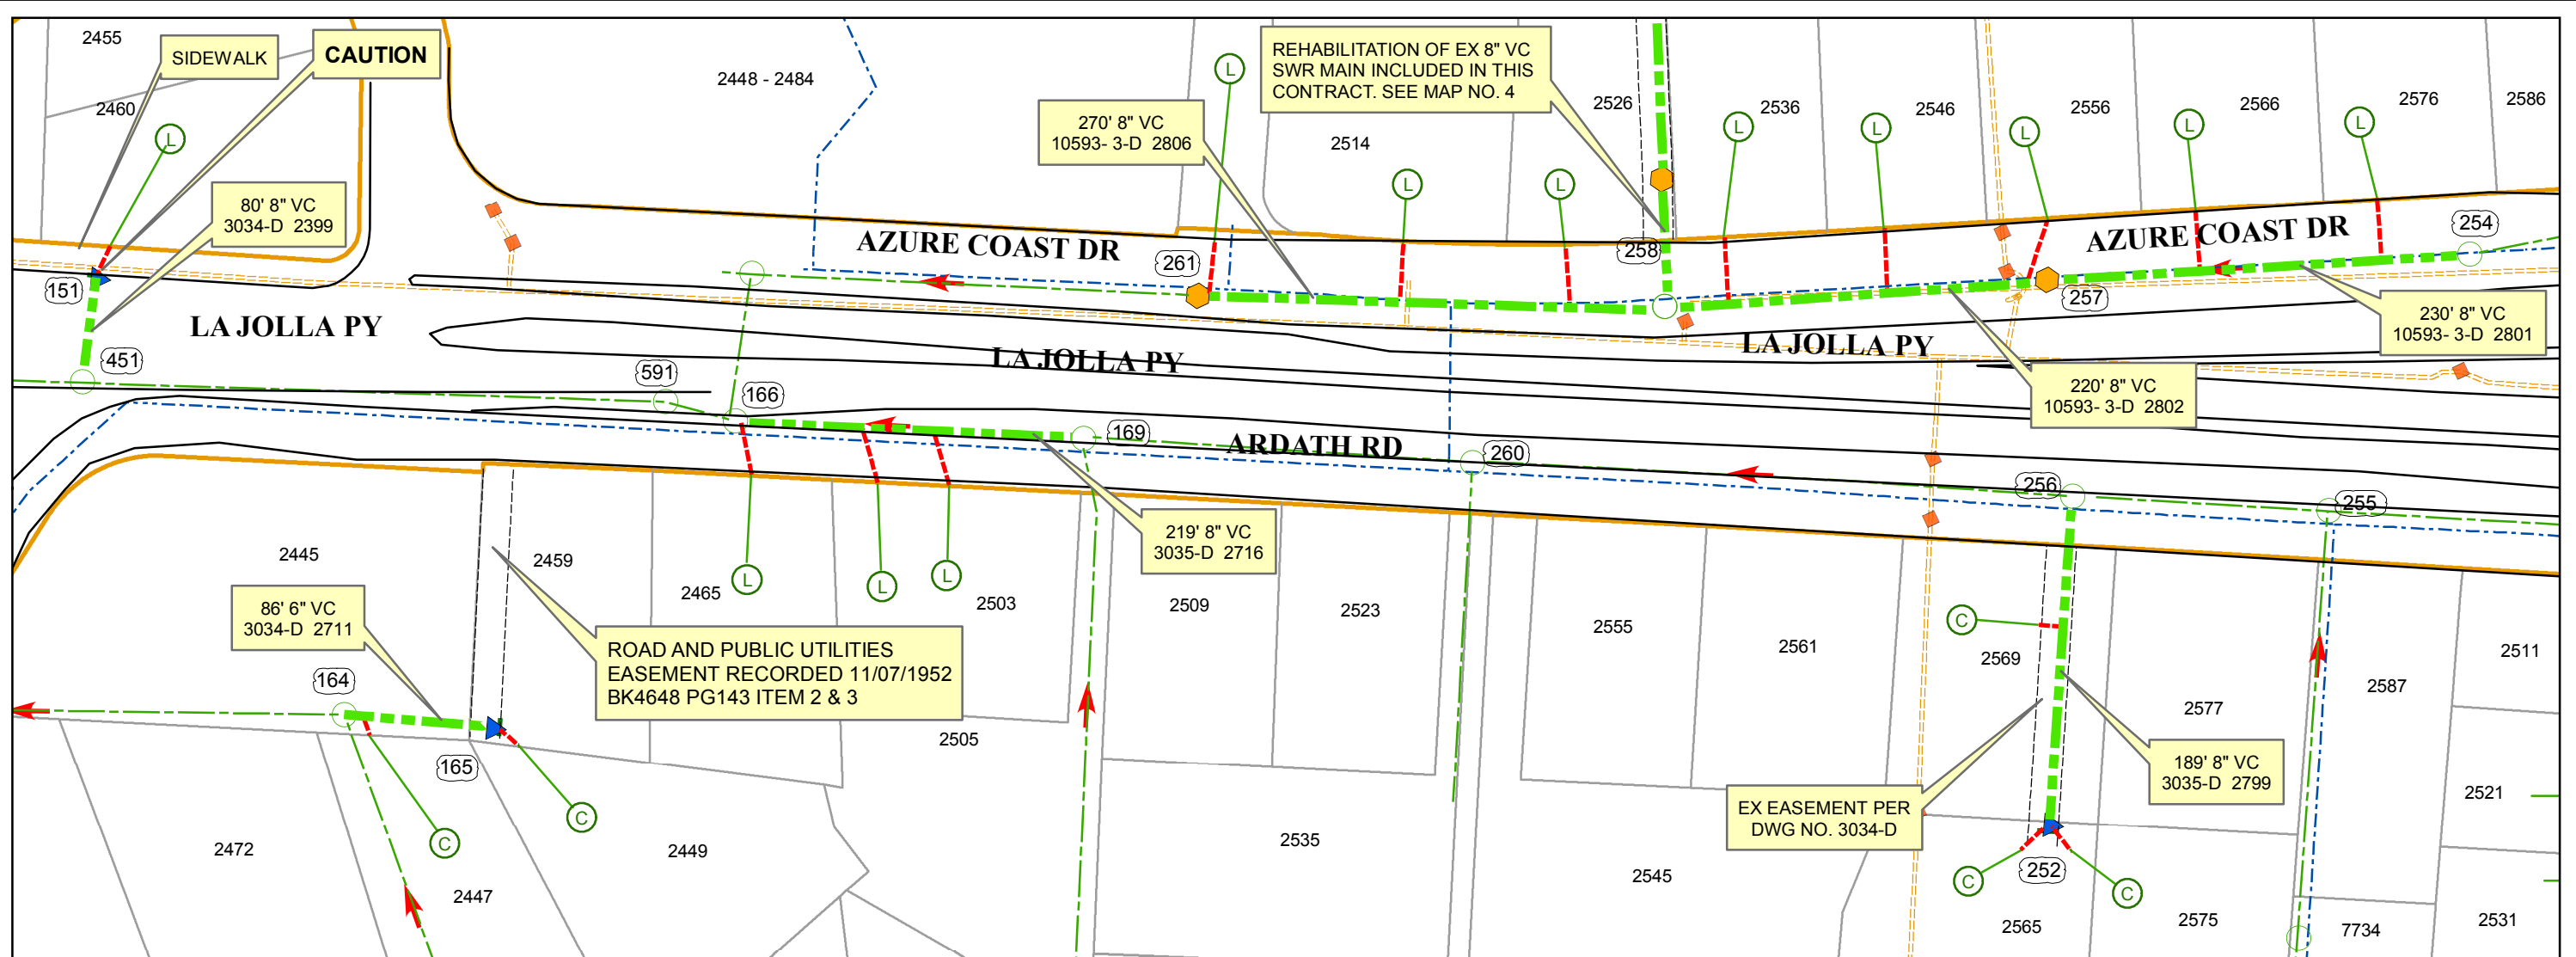 2455
SIDEWALK
CAUTION
2460
L
80' 8" VC
3034-D  2399
151
LA JOLLA PY
451
2448 - 2484
AZURE COAST DR
261
L
270' 8" VC
10593- 3-D  2806
REHABILITATION OF EX 8" VC
SWR MAIN INCLUDED IN THIS
CONTRACT. SEE MAP NO. 4
2514
L
L
2526
258
L
2536
L
2546
L
2556
L
2566
L
2576
2586
AZURE COAST DR
254
257
230' 8" VC
10593- 3-D  2801
220' 8" VC
10593- 3-D  2802
LA JOLLA PY
LA JOLLA PY
591
166
169
ARDATH RD
260
256
255
219' 8" VC
3035-D  2716
2445
2459
2465
L
L
L
2503
2509
2523
2555
2561
C
2569
2577
2587
2511
86' 6" VC
3034-D  2711
ROAD AND PUBLIC UTILITIES
EASEMENT RECORDED 11/07/1952
BK4648 PG143 ITEM 2 & 3
164
165
2505
189' 8" VC
3035-D  2799
EX EASEMENT PER
DWG NO. 3034-D
2521
C
C
2472
2449
2447
2535
2545
C
252
C
2565
2575
7734
2531